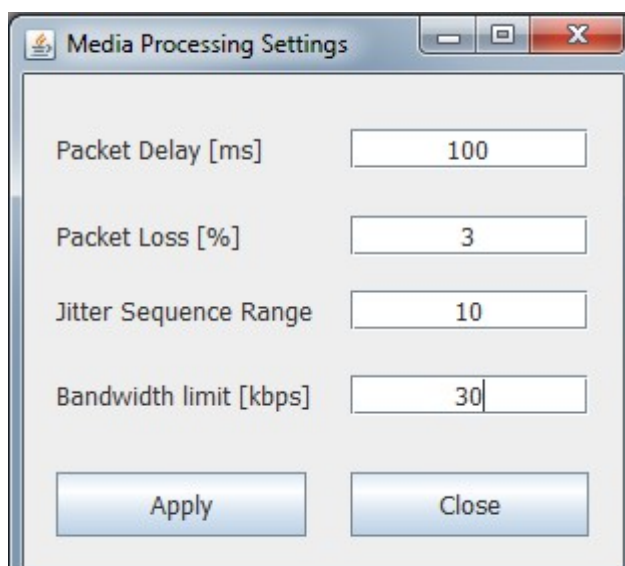 Media Processing Settings
Packet Delay [ms] 100
Packet Loss [%] 3
Jitter Sequence Range 10
Bandwidth limit [kbps] 30
Apply Close